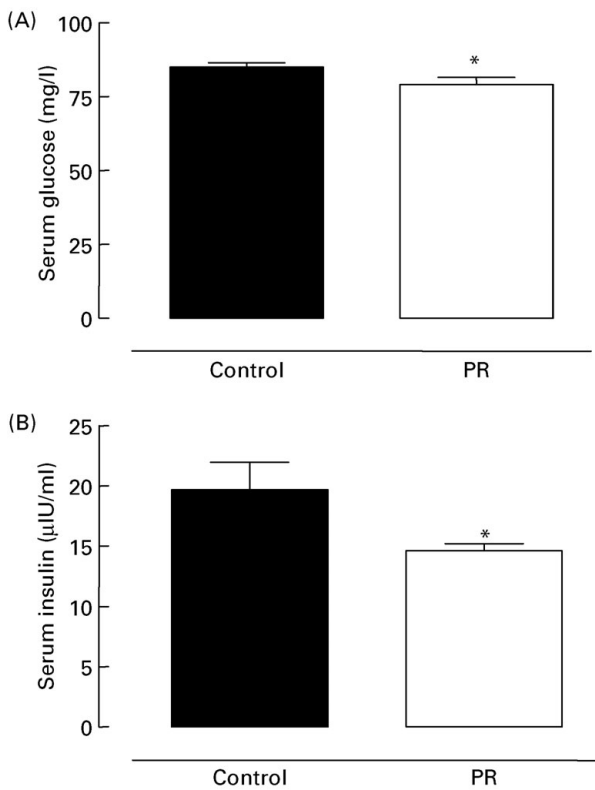 (A)
100
75
50
25
0
Serum glucose (mg/l)
*
Control PR
(B)
25
20
15
10
5
0
Serum insulin (μIU/ml)
*
Control PR